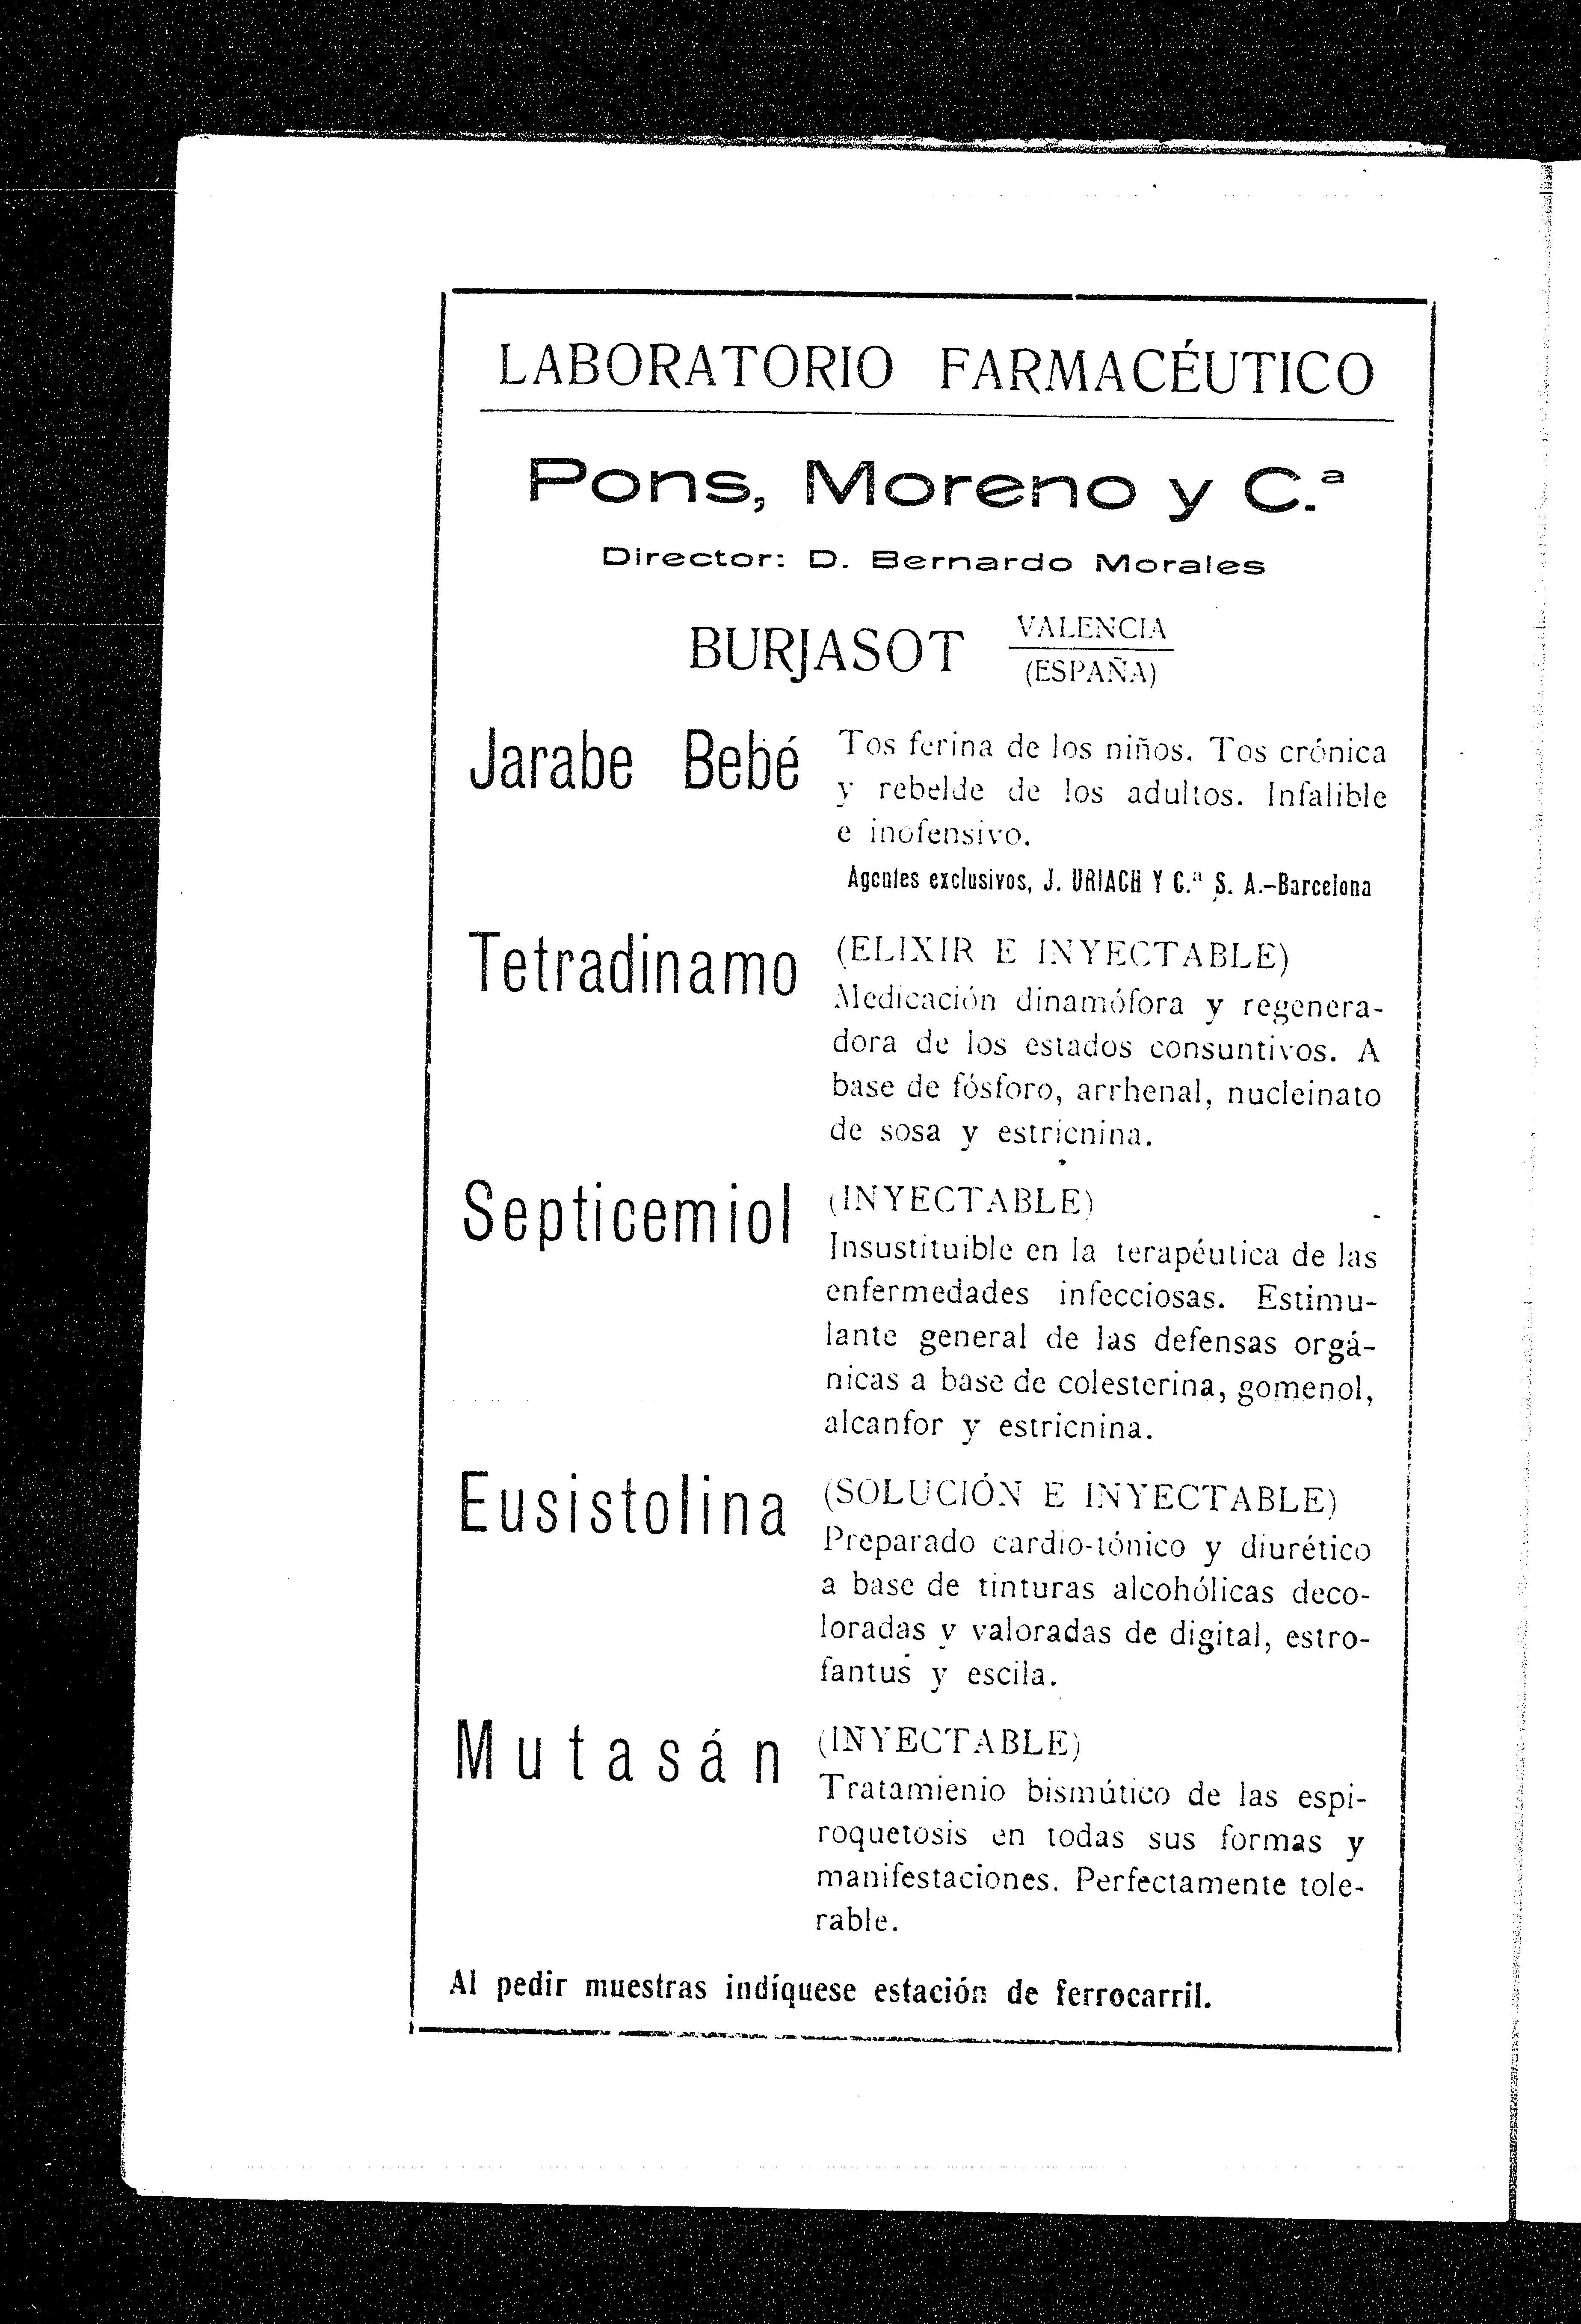 LABORATORIO FARMACÉUTICO
Pons, Moreno y C.ª
Director: D. Bernardo Morales
BURJASOT
VALENCIA
(ESPAÑA)
Jarabe Bebé
Tos ferina de los niños. Tos crónica
y rebelde de los adultos. Infalible
e inofensivo.
Agentes exclusivos, J. URIACH Y C.ª S. A.-Barcelona
Tetradinamo
(ELIXIR E INYECTABLE)
Medicación dinamófora y regenera-
dora de los estados consuntivos. A
base de fósforo, arrhenal, nucleinato
de sosa y estricnina.
Septicemiol
(INYECTABLE)
Insustituible en la terapéutica de las
enfermedades infecciosas. Estimu-
lante general de las defensas orgá-
nicas a base de colesterina, gomenol,
alcanfor y estricnina.
Eusistolina
(SOLUCIÓN E INYECTABLE)
Preparado cardio-tónico y diurético
a base de tinturas alcohólicas deco-
loradas y valoradas de digital, estro-
fantus y escila.
Mutasán
(INYECTABLE)
Tratamienio bismútico de las espi-
roquetosis en todas sus formas y
manifestaciones. Perfectamente tole-
rable.
Al pedir muestras indíquese estación de ferrocarril.